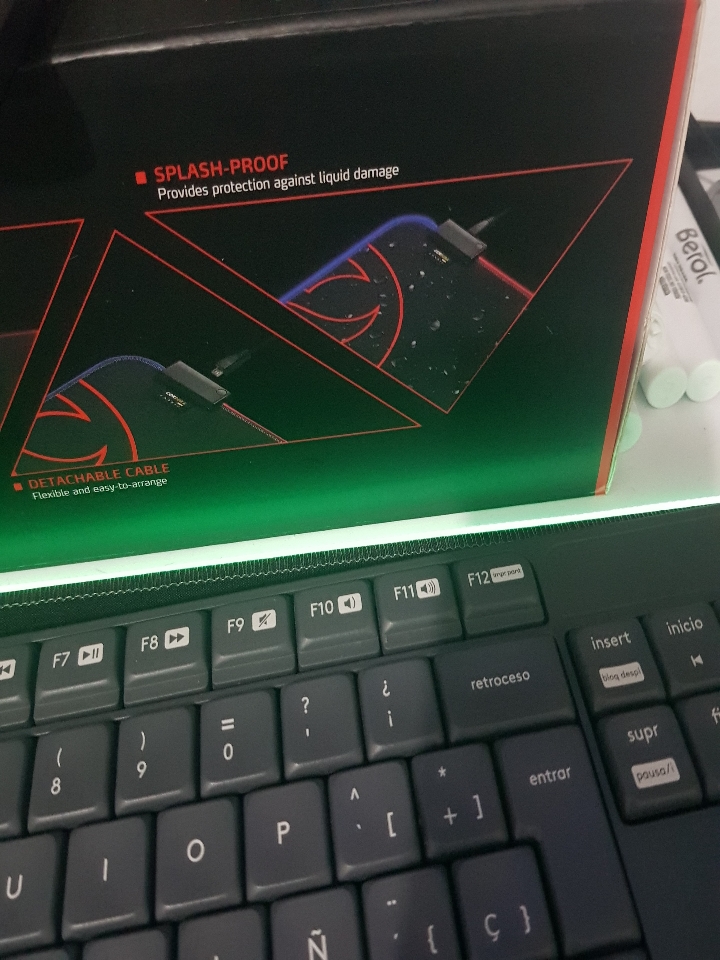 SPLASH-PROOF
Provides protection against liquid damage
Berol
DETACHABLE CABLE
Flexible and easy-to-arrange
F7 F8 F9 F10 F11 F12 impr pant
insert inicio
bloq despl
retroceso
( ) = ? ¿
8 9 0 ' ¡
supr
pausa/i
entrar
^ *
U I O P ` [ + ]
Ñ ¨ ´ { Ç }